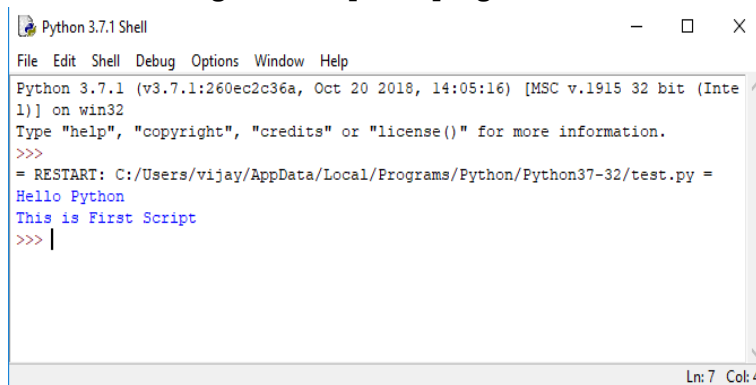 Python 3.7.1 Shell
File Edit Shell Debug Options Window Help
Python 3.7.1 (v3.7.1:260ec2c36a, Oct 20 2018, 14:05:16) [MSC v.1915 32 bit (Inte
l)] on win32
Type "help", "copyright", "credits" or "license()" for more information.
>>>
= RESTART: C:/Users/vijay/AppData/Local/Programs/Python/Python37-32/test.py =
Hello Python
This is First Script
>>>
Ln: 7 Col: 4